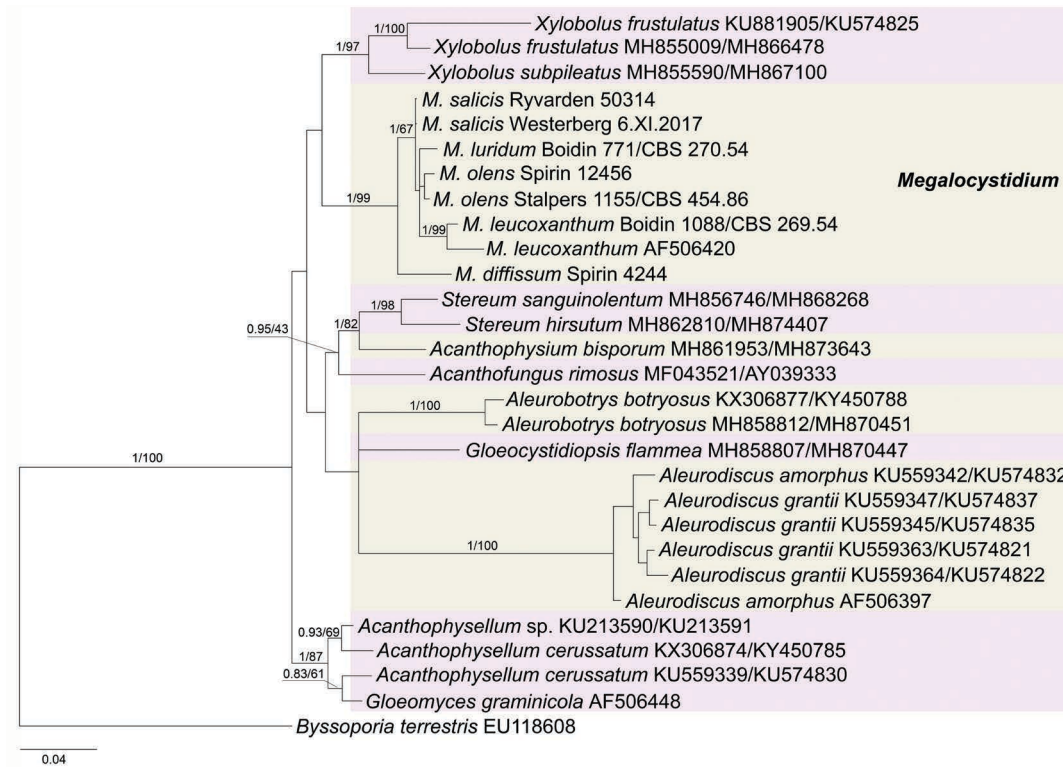 Xylobolus frustulatus KU881905/KU574825
1/100
Xylobolus frustulatus MH855009/MH866478
1/97
Xylobolus subpileatus MH855590/MH867100
M. salicis Ryvarden 50314
M. salicis Westerberg 6.XI.2017
1/67
M. luridum Boidin 771/CBS 270.54
M. olens Spirin 12456
Megalocystidium
M. olens Stalpers 1155/CBS 454.86
1/99
M. leucoxanthum Boidin 1088/CBS 269.54
1/99
M. leucoxanthum AF506420
M. diffissum Spirin 4244
Stereum sanguinolentum MH856746/MH868268
1/98
Stereum hirsutum MH862810/MH874407
1/82
0.95/43
Acanthophysium bisporum MH861953/MH873643
Acanthofungus rimosus MF043521/AY039333
Aleurobotrys botryosus KX306877/KY450788
1/100
Aleurobotrys botryosus MH858812/MH870451
Gloeocystidiopsis flammea MH858807/MH870447
1/100
Aleurodiscus amorphus KU559342/KU574832
Aleurodiscus grantii KU559347/KU574837
Aleurodiscus grantii KU559345/KU574835
1/100
Aleurodiscus grantii KU559363/KU574821
Aleurodiscus grantii KU559364/KU574822
Aleurodiscus amorphus AF506397
Acanthophysellum sp. KU213590/KU213591
0.93/69
Acanthophysellum cerussatum KX306874/KY450785
1/87
0.83/61
Acanthophysellum cerussatum KU559339/KU574830
Gloeomyces graminicola AF506448
Byssoporia terrestris EU118608
0.04